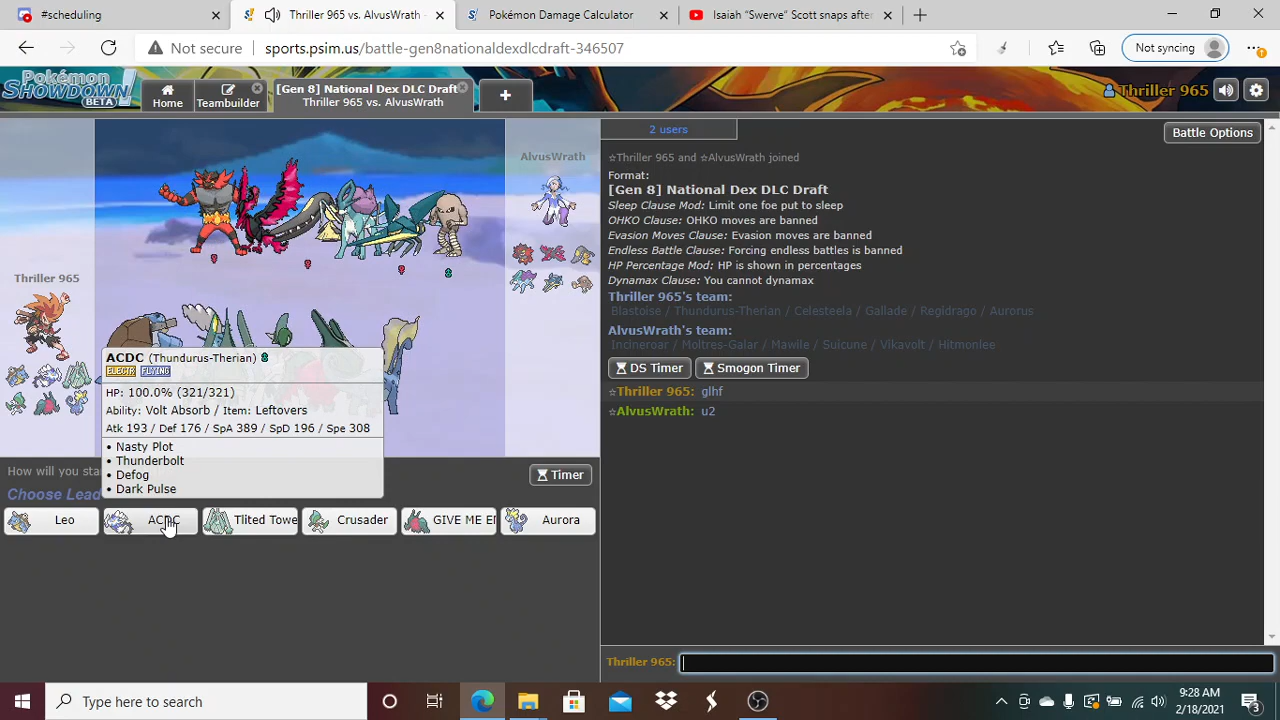 #scheduling
Thriller 965 vs. AlvusWrath -
Pokémon Damage Calculator
Isaiah “Swerve” Scott snaps after
Not secure
sports.psim.us/battle-gen8nationaldexdlcdraft-346507
Not syncing
Pokémon
SHOWDOWN
BETA
Home
Teambuilder
[Gen 8] National Dex DLC Draft
Thriller 965 vs. AlvusWrath
Thriller 965
2 users
Battle Options
☆Thriller 965 and ☆AlvusWrath joined
Format:
[Gen 8] National Dex DLC Draft
Sleep Clause Mod: Limit one foe put to sleep
OHKO Clause: OHKO moves are banned
Evasion Moves Clause: Evasion moves are banned
Endless Battle Clause: Forcing endless battles is banned
HP Percentage Mod: HP is shown in percentages
Dynamax Clause: You cannot dynamax
Thriller 965's team:
Blastoise / Thundurus-Therian / Celesteela / Gallade / Regidrago / Aurorus
AlvusWrath's team:
Incineroar / Moltres-Galar / Suicune / Mawile / Vikavolt / Hitmonlee
DS Timer
Smogon Timer
☆Thriller 965: glhf
☆AlvusWrath: u2
AlvusWrath
Thriller 965
ACDC (Thundurus-Therian)
ELECTR FLYING
HP: 100.0% (321/321)
Ability: Volt Absorb / Item: Leftovers
Atk 193 / Def 176 / SpA 389 / SpD 196 / Spe 308
• Nasty Plot
• Thunderbolt
• Defog
• Dark Pulse
How will you sta
Timer
Choose Lead
Leo
ACDC
Tlited Towe
Crusader
GIVE ME EN
Aurora
Thriller 965:
Type here to search
9:28 AM
2/18/2021
3